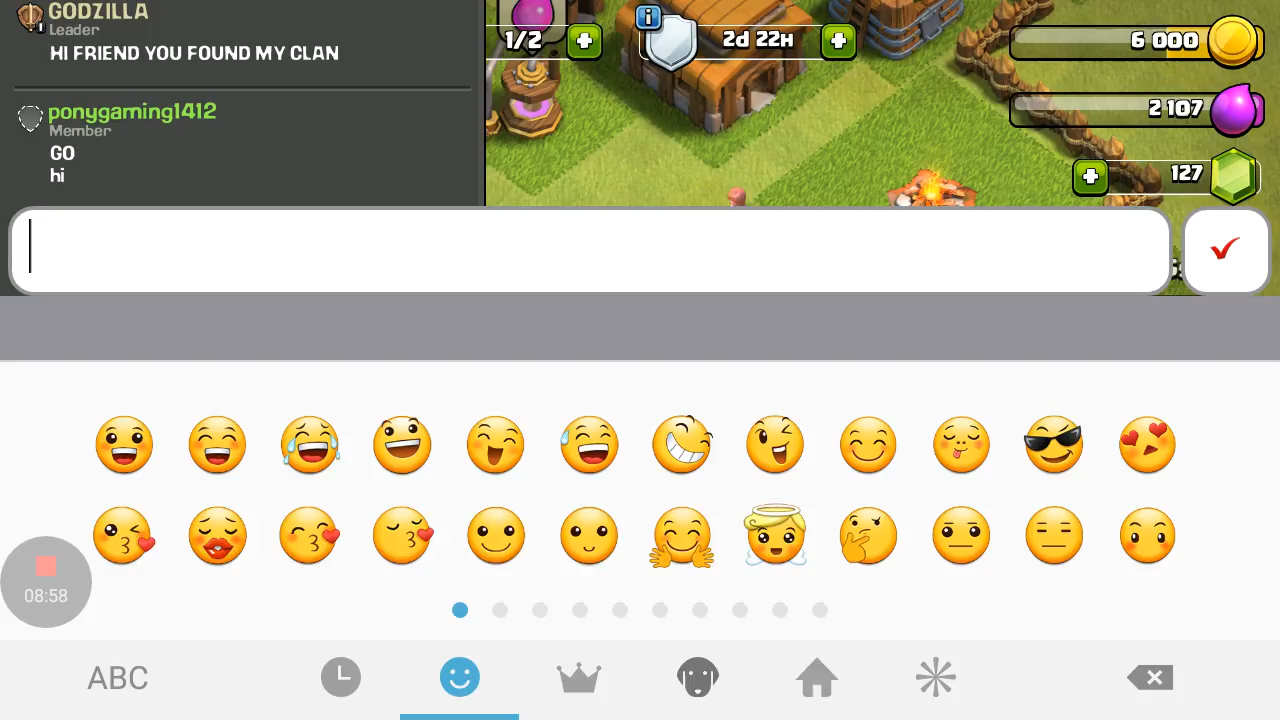 GODZILLA
Leader
HI FRIEND YOU FOUND MY CLAN
ponygaming1412
Member
GO
hi
1/2
i
2d 22H
6 000
2 107
127
08:58
ABC